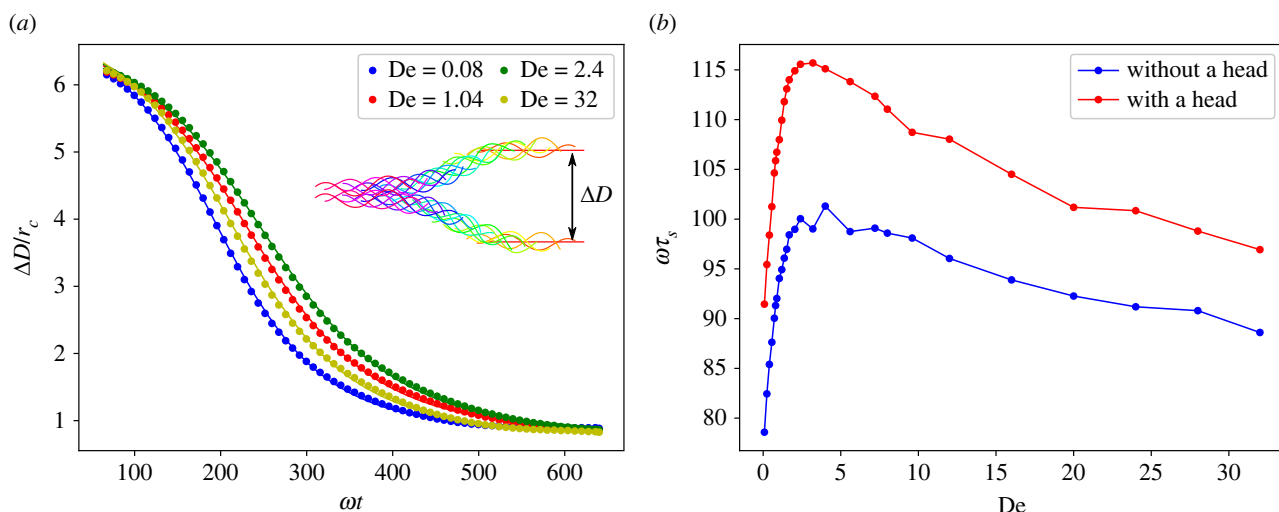 (a)
ΔD/r_c
6
5
4
3
2
1
De = 0.08
De = 2.4
De = 1.04
De = 32
ΔD
100 200 300 400 500 600
ωt
(b)
ωτ_s
115
110
105
100
95
90
85
80
without a head
with a head
0 5 10 15 20 25 30
De